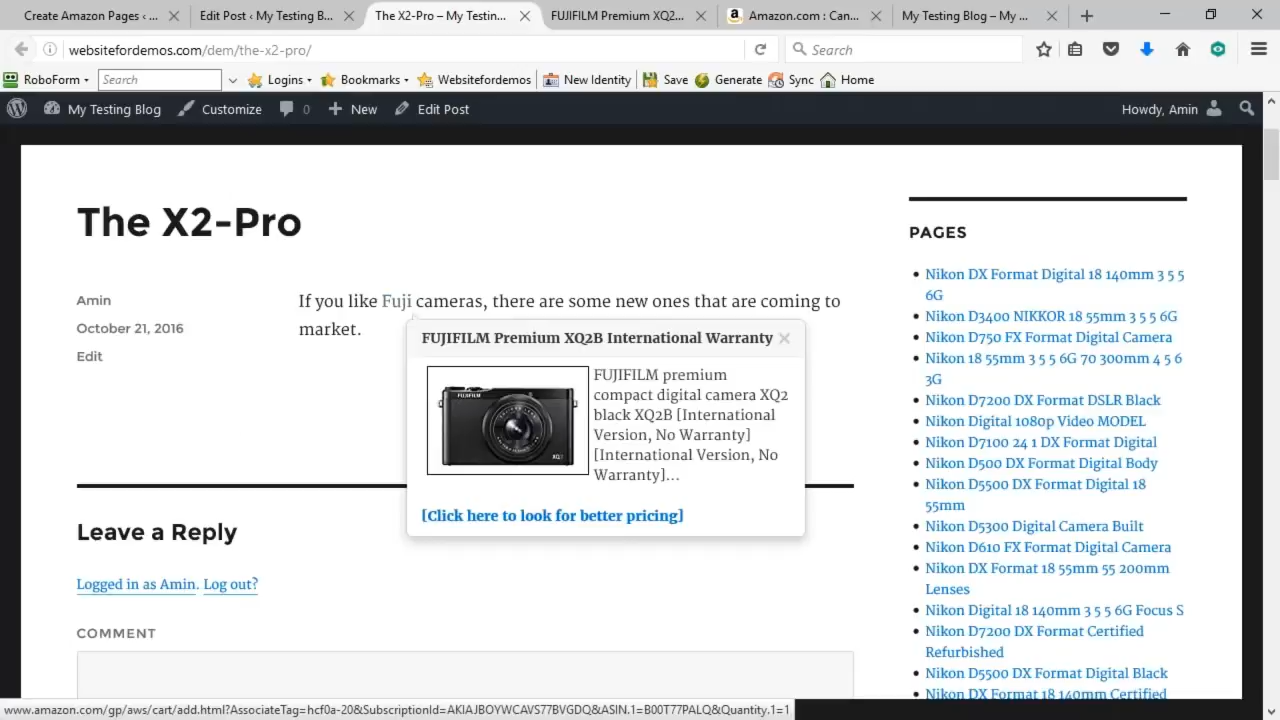 Create Amazon Pages ‹ ...
Edit Post ‹ My Testing B...
The X2-Pro – My Testin...
FUJIFILM Premium XQ2...
Amazon.com : Can...
My Testing Blog – My ...
websitefordemos.com/dem/the-x2-pro/
Search
RoboForm
Search
Logins
Bookmarks
Websitefordemos
New Identity
Save
Generate
Sync
Home
My Testing Blog
Customize
0
New
Edit Post
Howdy, Amin
The X2-Pro
Amin
October 21, 2016
Edit
If you like Fuji cameras, there are some new ones that are coming to
market.
FUJIFILM Premium XQ2B International Warranty
FUJIFILM
XQ2
FUJIFILM premium
compact digital camera XQ2
black XQ2B [International
Version, No Warranty]
[International Version, No
Warranty]...
[Click here to look for better pricing]
Leave a Reply
Logged in as Amin. Log out?
COMMENT
PAGES
Nikon DX Format Digital 18 140mm 3 5 5
6G
Nikon D3400 NIKKOR 18 55mm 3 5 5 6G
Nikon D750 FX Format Digital Camera
Nikon 18 55mm 3 5 5 6G 70 300mm 4 5 6
3G
Nikon D7200 DX Format DSLR Black
Nikon Digital 1080p Video MODEL
Nikon D7100 24 1 DX Format Digital
Nikon D500 DX Format Digital Body
Nikon D5500 DX Format Digital 18
55mm
Nikon D5300 Digital Camera Built
Nikon D610 FX Format Digital Camera
Nikon DX Format 18 55mm 55 200mm
Lenses
Nikon Digital 18 140mm 3 5 5 6G Focus S
Nikon D7200 DX Format Certified
Refurbished
Nikon D5500 DX Format Digital Black
Nikon DX Format 18 140mm Certified
www.amazon.com/gp/aws/cart/add.html?AssociateTag=hcf0a-20&SubscriptionId=AKIAJBOYWCAVS77BVGDQ&ASIN.1=B00T77PALQ&Quantity.1=1